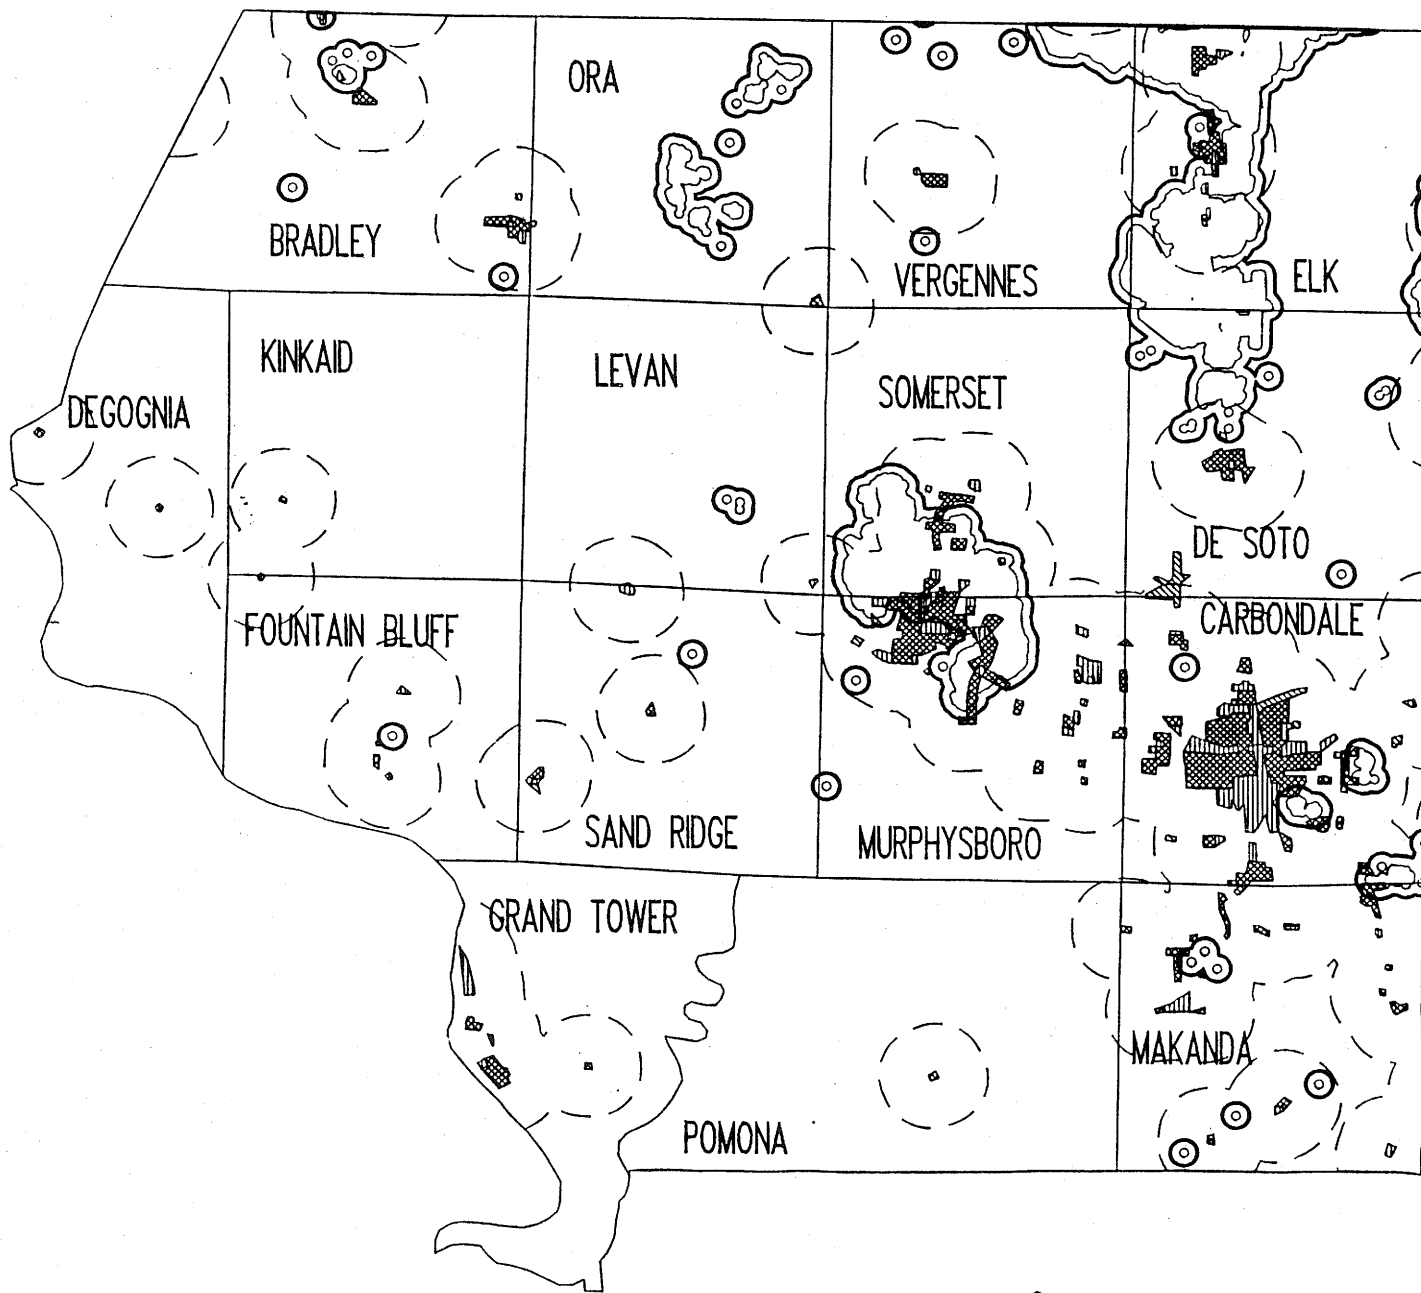 ORA
BRADLEY
VERGENNES
ELK
KINKAID
LEVAN
SOMERSET
DEGOGNIA
DE SOTO
CARBONDALE
FOUNTAIN BLUFF
SAND RIDGE
MURPHYSBORO
GRAND TOWER
MAKANDA
POMONA